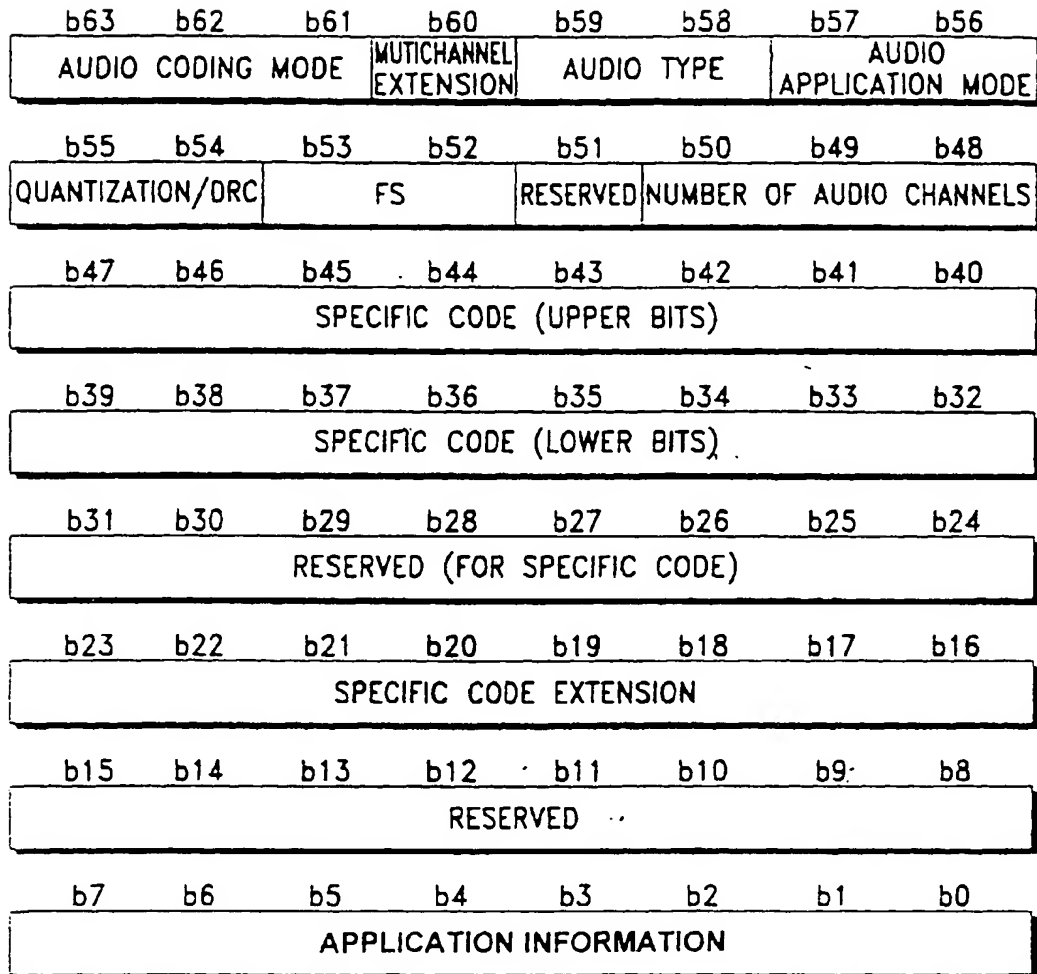 b63 b62 b61 b60 b59 b58 b57 b56
AUDIO CODING MODE
MUTICHANNEL
EXTENSION
AUDIO TYPE
AUDIO
APPLICATION MODE
b55 b54 b53 b52 b51 b50 b49 b48
QUANTIZATION/DRC FS RESERVED NUMBER OF AUDIO CHANNELS
b47 b46 b45 b44 b43 b42 b41 b40
SPECIFIC CODE (UPPER BITS)
b39 b38 b37 b36 b35 b34 b33 b32
SPECIFIC CODE (LOWER BITS)
b31 b30 b29 b28 b27 b26 b25 b24
RESERVED (FOR SPECIFIC CODE)
b23 b22 b21 b20 b19 b18 b17 b16
SPECIFIC CODE EXTENSION
b15 b14 b13 b12 b11 b10 b9 b8
RESERVED
b7 b6 b5 b4 b3 b2 b1 b0
APPLICATION INFORMATION